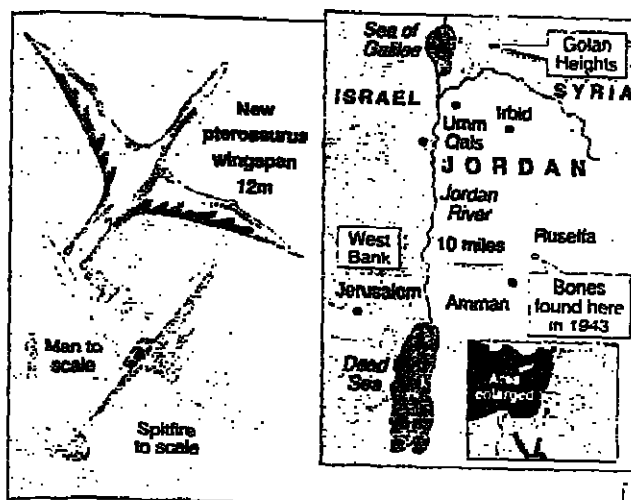 New
pterosaurus
wingspan
12m
Man to
scale
Spitfire
to scale
Sea of
Galilee
Golan
Heights
ISRAEL
SYRIA
Umm
Qais
Irbid
JORDAN
Jordan
River
West
Bank
10 miles
Ruseifa
Jerusalem
Amman
Bones
found here
in 1943
Dead
Sea
Area
enlarged